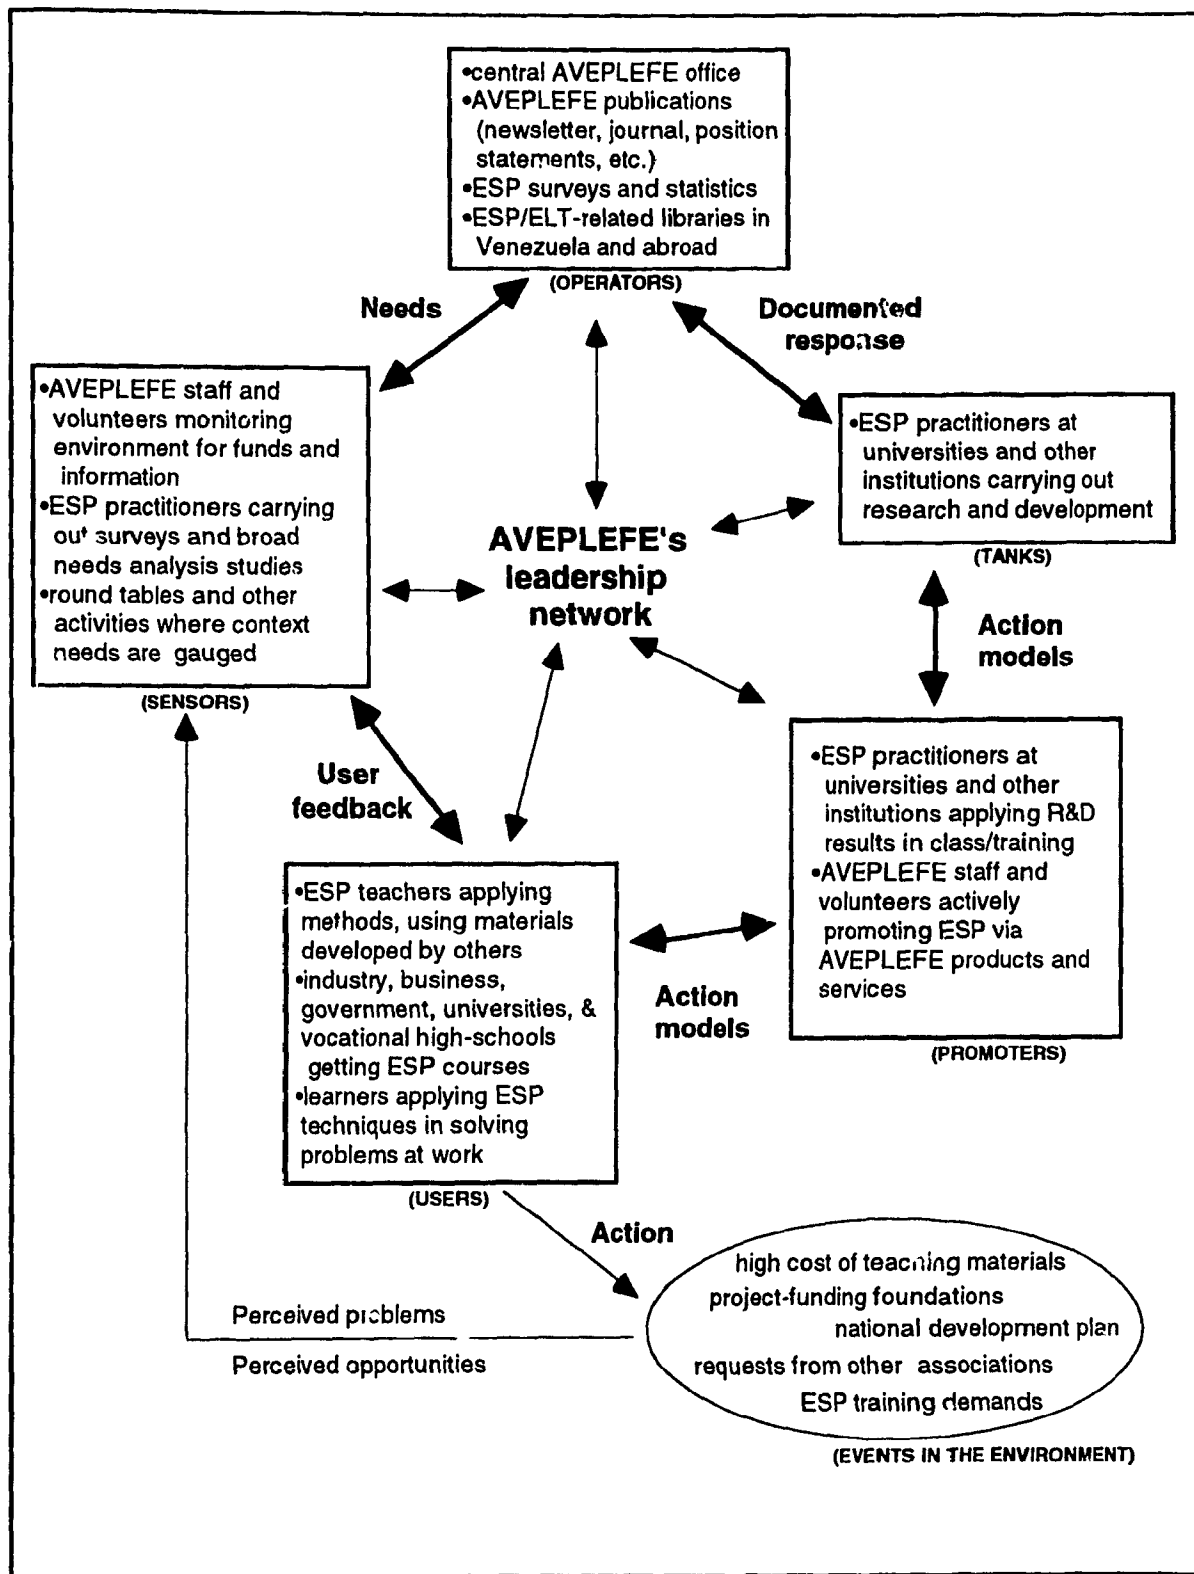 •central AVEPLEFE office
•AVEPLEFE publications
(newsletter, journal, position
statements, etc.)
•ESP surveys and statistics
•ESP/ELT-related libraries in
Venezuela and abroad
(OPERATORS)
Needs
Documented
response
•AVEPLEFE staff and
volunteers monitoring
environment for funds and
information
•ESP practitioners carrying
out surveys and broad
needs analysis studies
•round tables and other
activities where context
needs are gauged
(SENSORS)
•ESP practitioners at
universities and other
institutions carrying out
research and development
(TANKS)
AVEPLEFE's
leadership
network
Action
models
User
feedback
•ESP practitioners at
universities and other
institutions applying R&D
results in class/training
•AVEPLEFE staff and
volunteers actively
promoting ESP via
AVEPLEFE products and
services
(PROMOTERS)
•ESP teachers applying
methods, using materials
developed by others
•industry, business,
government, universities, &
vocational high-schools
getting ESP courses
•learners applying ESP
techniques in solving
problems at work
(USERS)
Action
models
Action
high cost of teaching materials
project-funding foundations
national development plan
requests from other associations
ESP training demands
(EVENTS IN THE ENVIRONMENT)
Perceived problems
Perceived opportunities